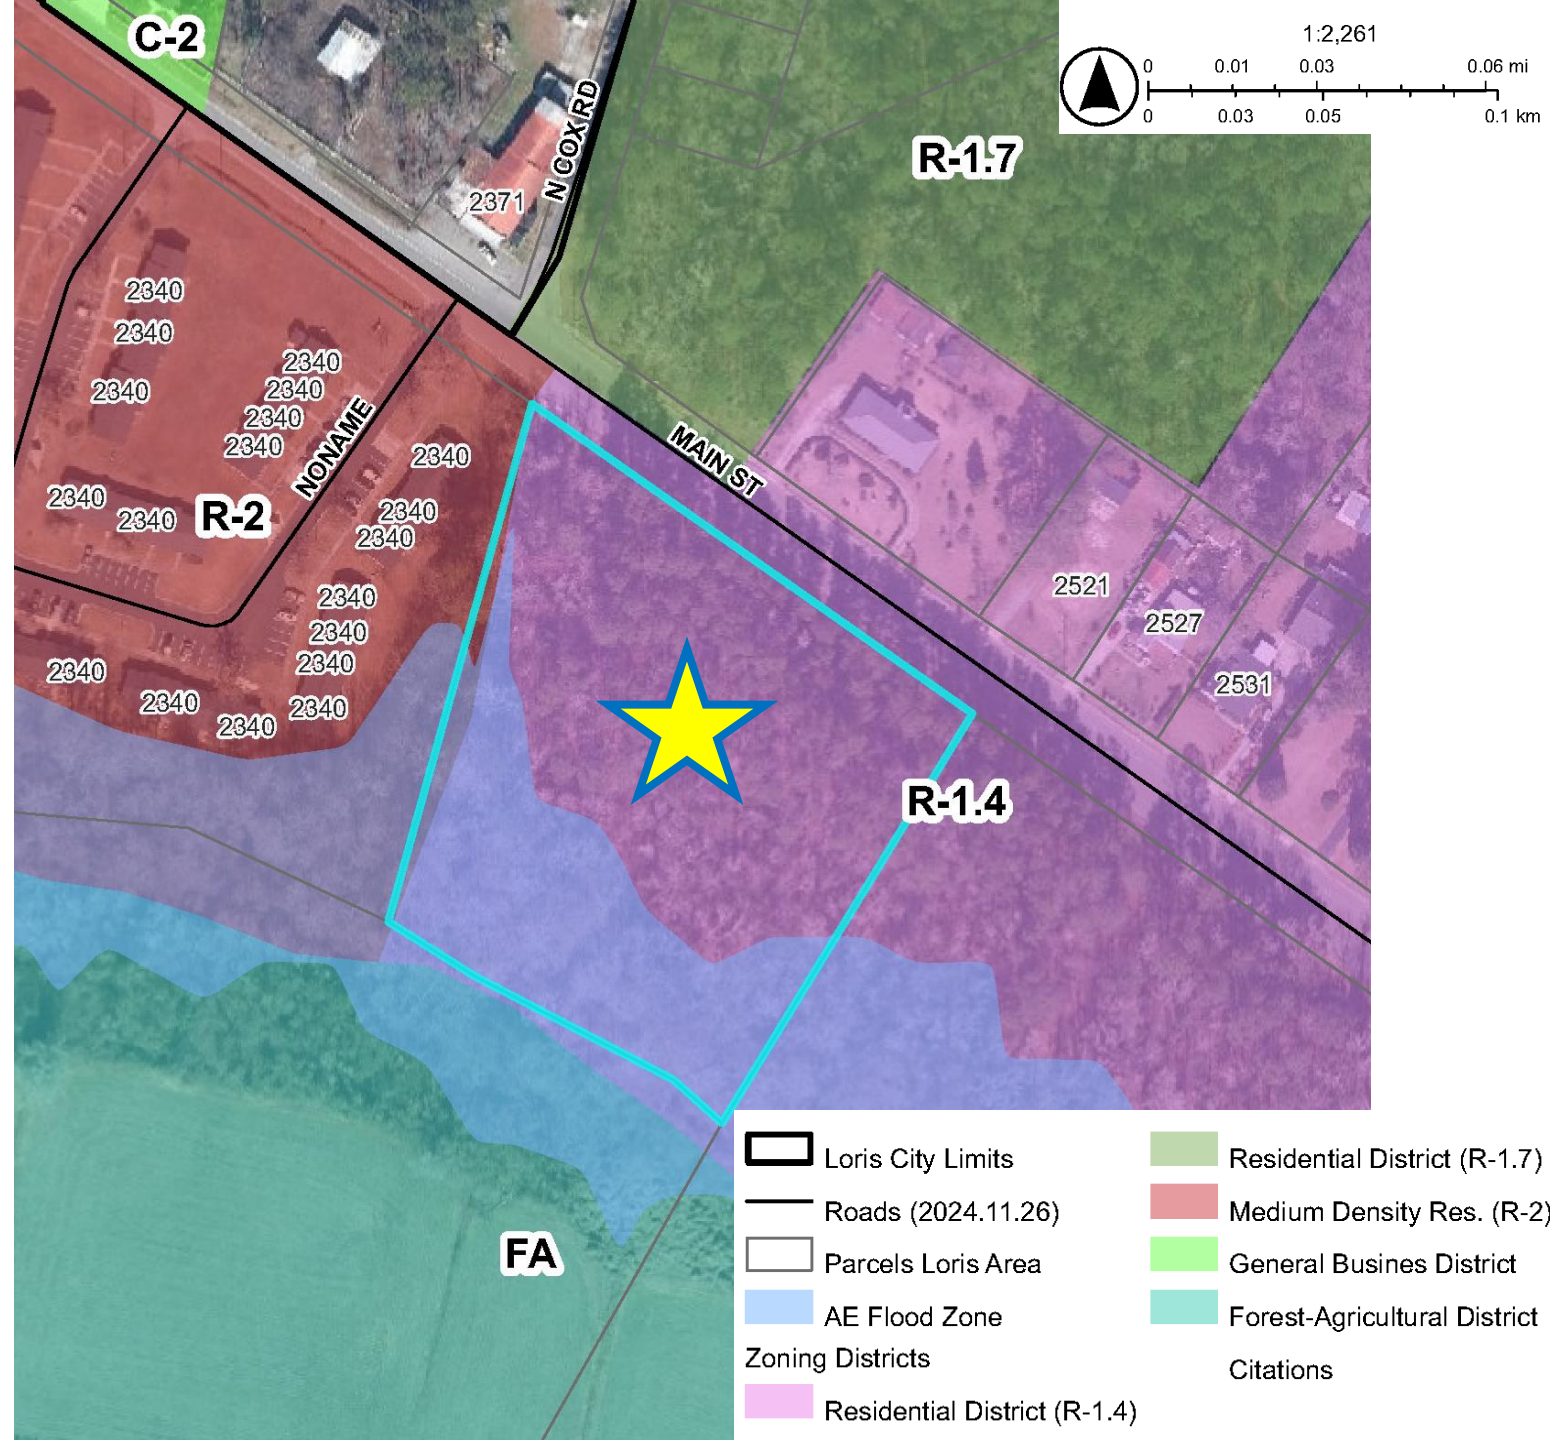 C-2
1:2,261
0 0.01 0.03 0.06 mi
0 0.03 0.05 0.1 km
N COX RD
R-1.7
2371
2340
2340
2340
2340
2340
2340
2340
NONAME
MAIN ST
2340
2340
2340
R-2
2340
2340
2521
2340
2527
2340
2340
2340
2531
2340
2340
2340
R-1.4
FA
Loris City Limits
Roads (2024.11.26)
Parcels Loris Area
AE Flood Zone
Zoning Districts
Residential District (R-1.4)
Residential District (R-1.7)
Medium Density Res. (R-2)
General Busines District
Forest-Agricultural District
Citations